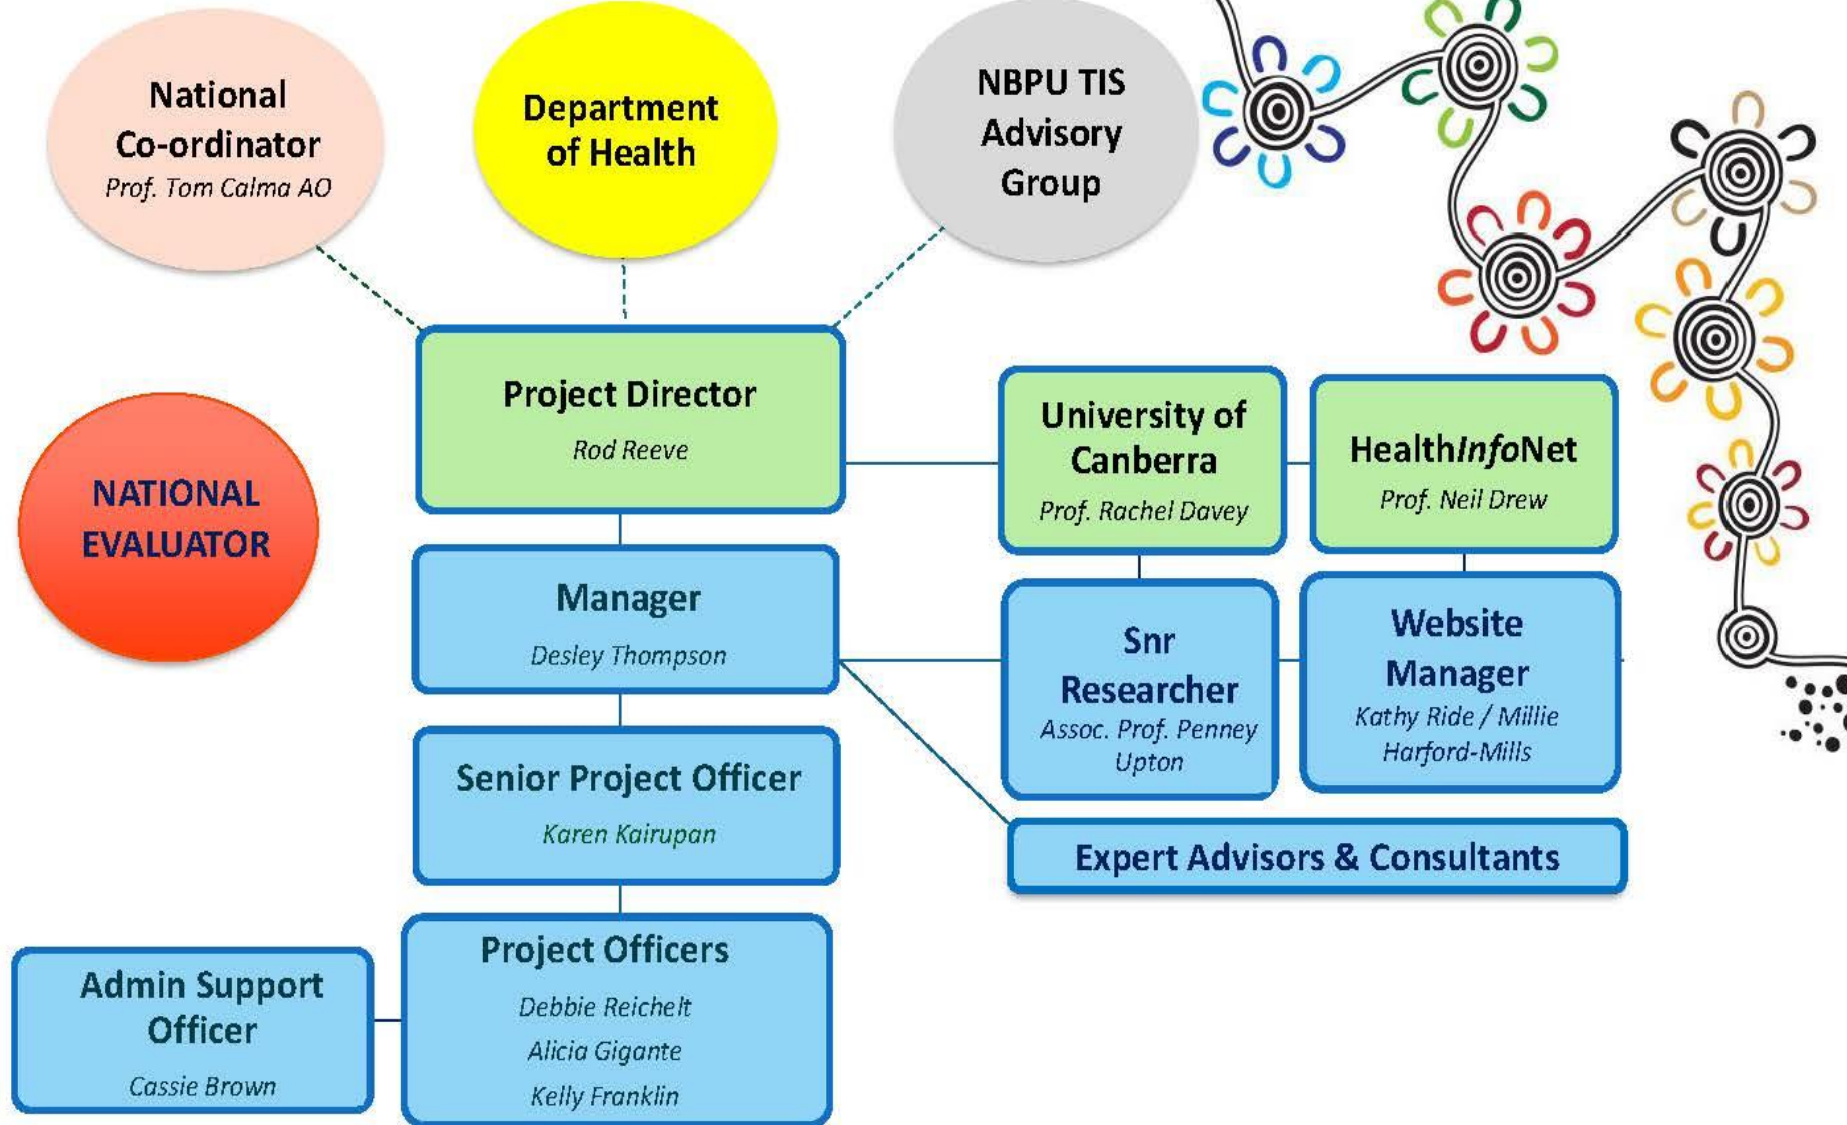 National
Co-ordinator
Prof. Tom Calma AO
Department
of Health
NBPU TIS
Advisory
Group
NATIONAL
EVALUATOR
Project Director
Rod Reeve
University of
Canberra
Prof. Rachel Davey
HealthInfoNet
Prof. Neil Drew
Manager
Desley Thompson
Snr
Researcher
Assoc. Prof. Penney
Upton
Website
Manager
Kathy Ride / Millie
Harford-Mills
Senior Project Officer
Karen Kairupan
Expert Advisors & Consultants
Admin Support
Officer
Cassie Brown
Project Officers
Debbie Reichelt
Alicia Gigante
Kelly Franklin